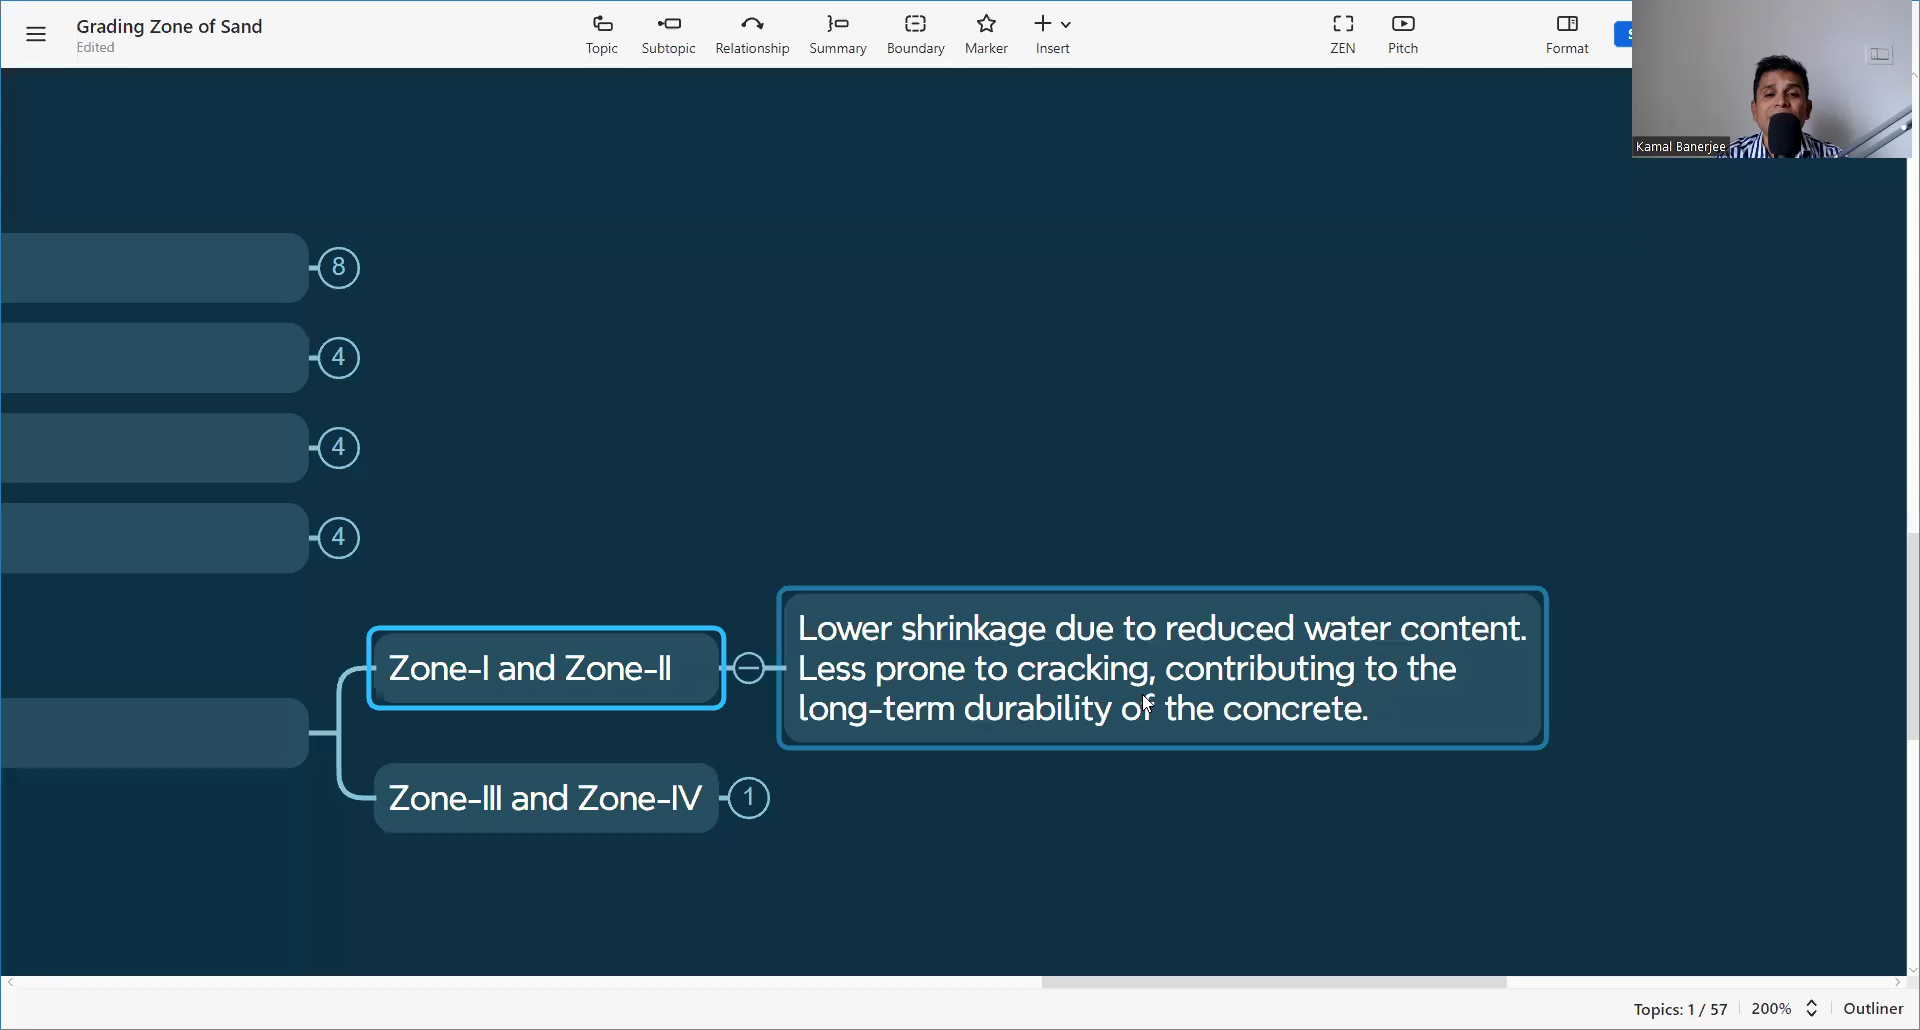 Grading Zone of Sand
Edited
Topic
Subtopic
Relationship
Summary
Boundary
Marker
Insert
ZEN
Pitch
Format
Kamal Banerjee
8
4
4
4
Zone-I and Zone-II
Lower shrinkage due to reduced water content.
Less prone to cracking, contributing to the
long-term durability of the concrete.
Zone-III and Zone-IV
1
Topics: 1 / 57
200%
Outliner